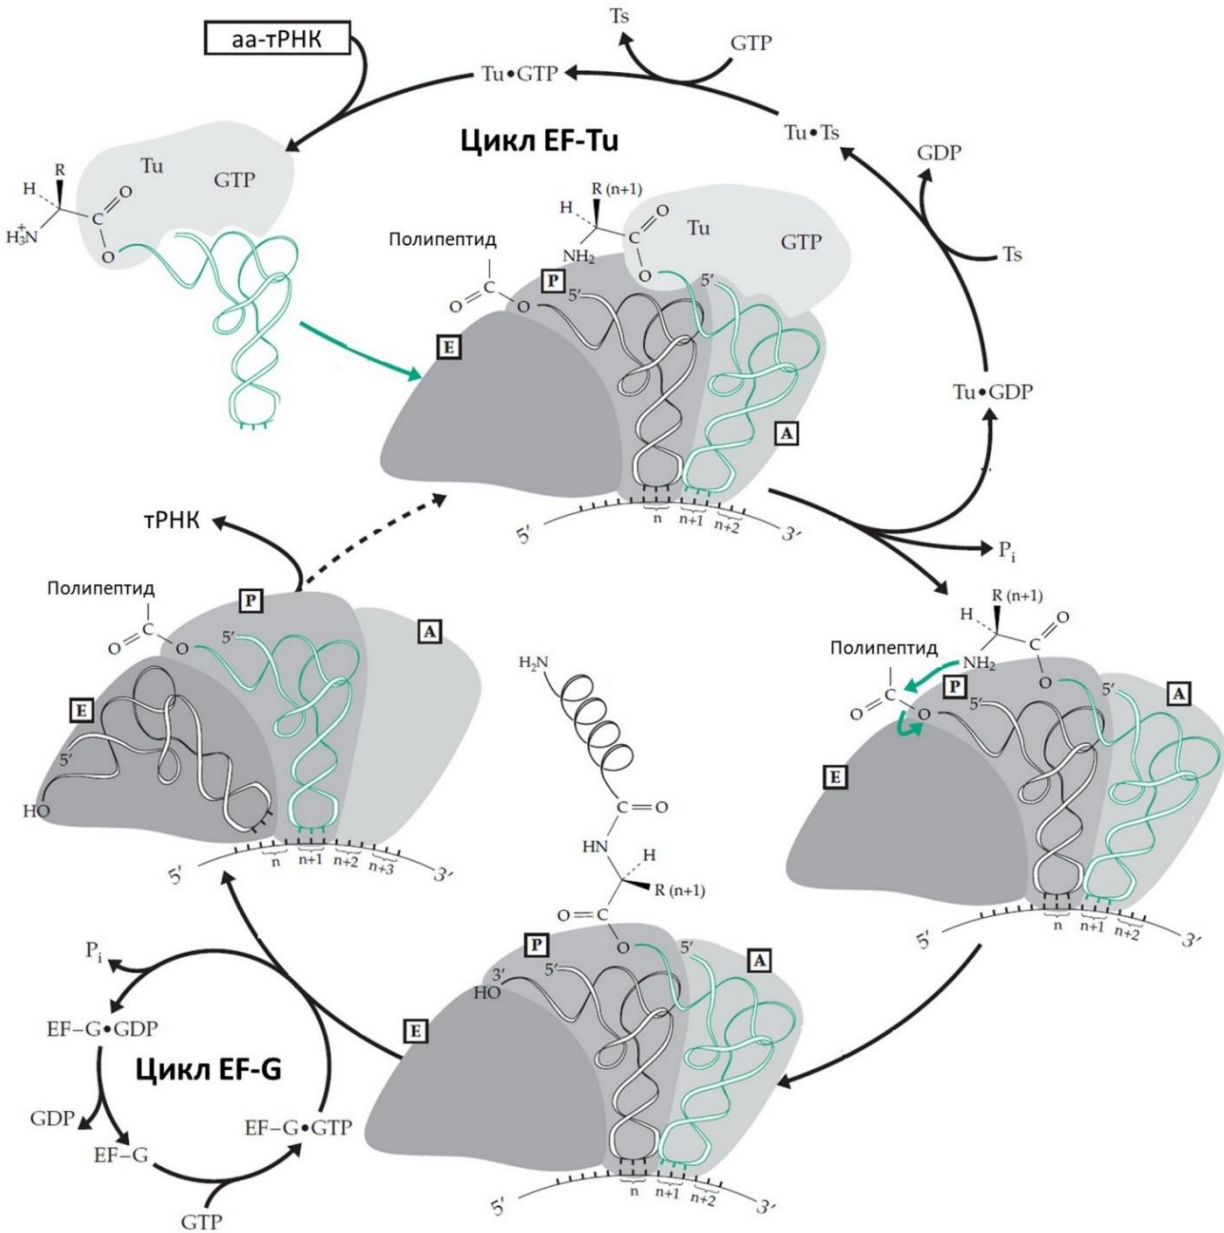 Ts
аа-тРНК
GTP
Tu•GTP
Цикл EF-Tu
Tu•Ts
GDP
Tu
GTP
R
H
O
C
H₃N⁺
O
R (n+1)
H
O
C
Tu
GTP
NH₂
O
Полипептид
C
O
O
P
5′
5′
E
A
Ts
Tu•GDP
n
n+1
n+2
5′
3′
Pᵢ
тРНК
Полипептид
C
O
O
P
A
5′
E
5′
HO
n
n+1
n+2
n+3
5′
3′
R (n+1)
H
O
C
NH₂
O
Полипептид
C
O
O
P
5′
5′
A
E
n
n+1
n+2
5′
3′
H₂N
C
O
HN
H
R (n+1)
O
C
O
P
5′
5′
A
3′
HO
E
n
n+1
n+2
5′
3′
Pᵢ
EF–G•GDP
Цикл EF-G
GDP
EF–G
EF–G•GTP
GTP